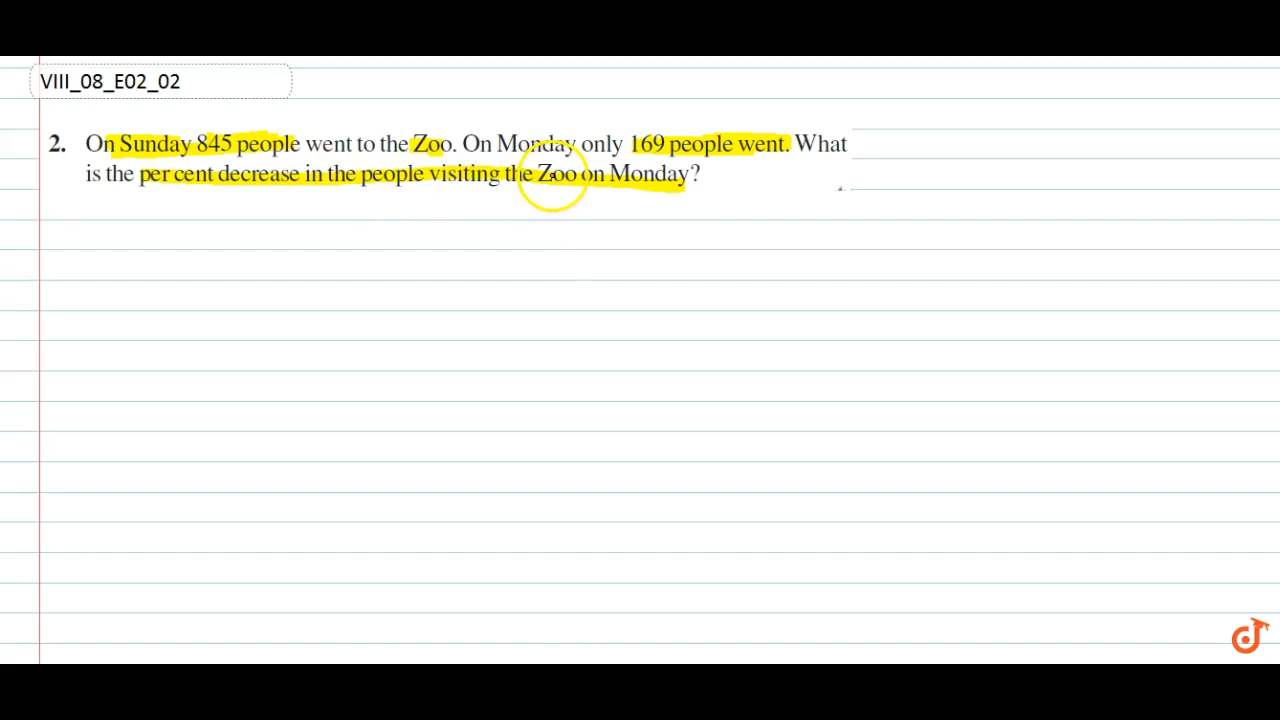 VIII_08_E02_02
2. On Sunday 845 people went to the Zoo. On Monday only 169 people went. What
is the per cent decrease in the people visiting the Zoo on Monday?